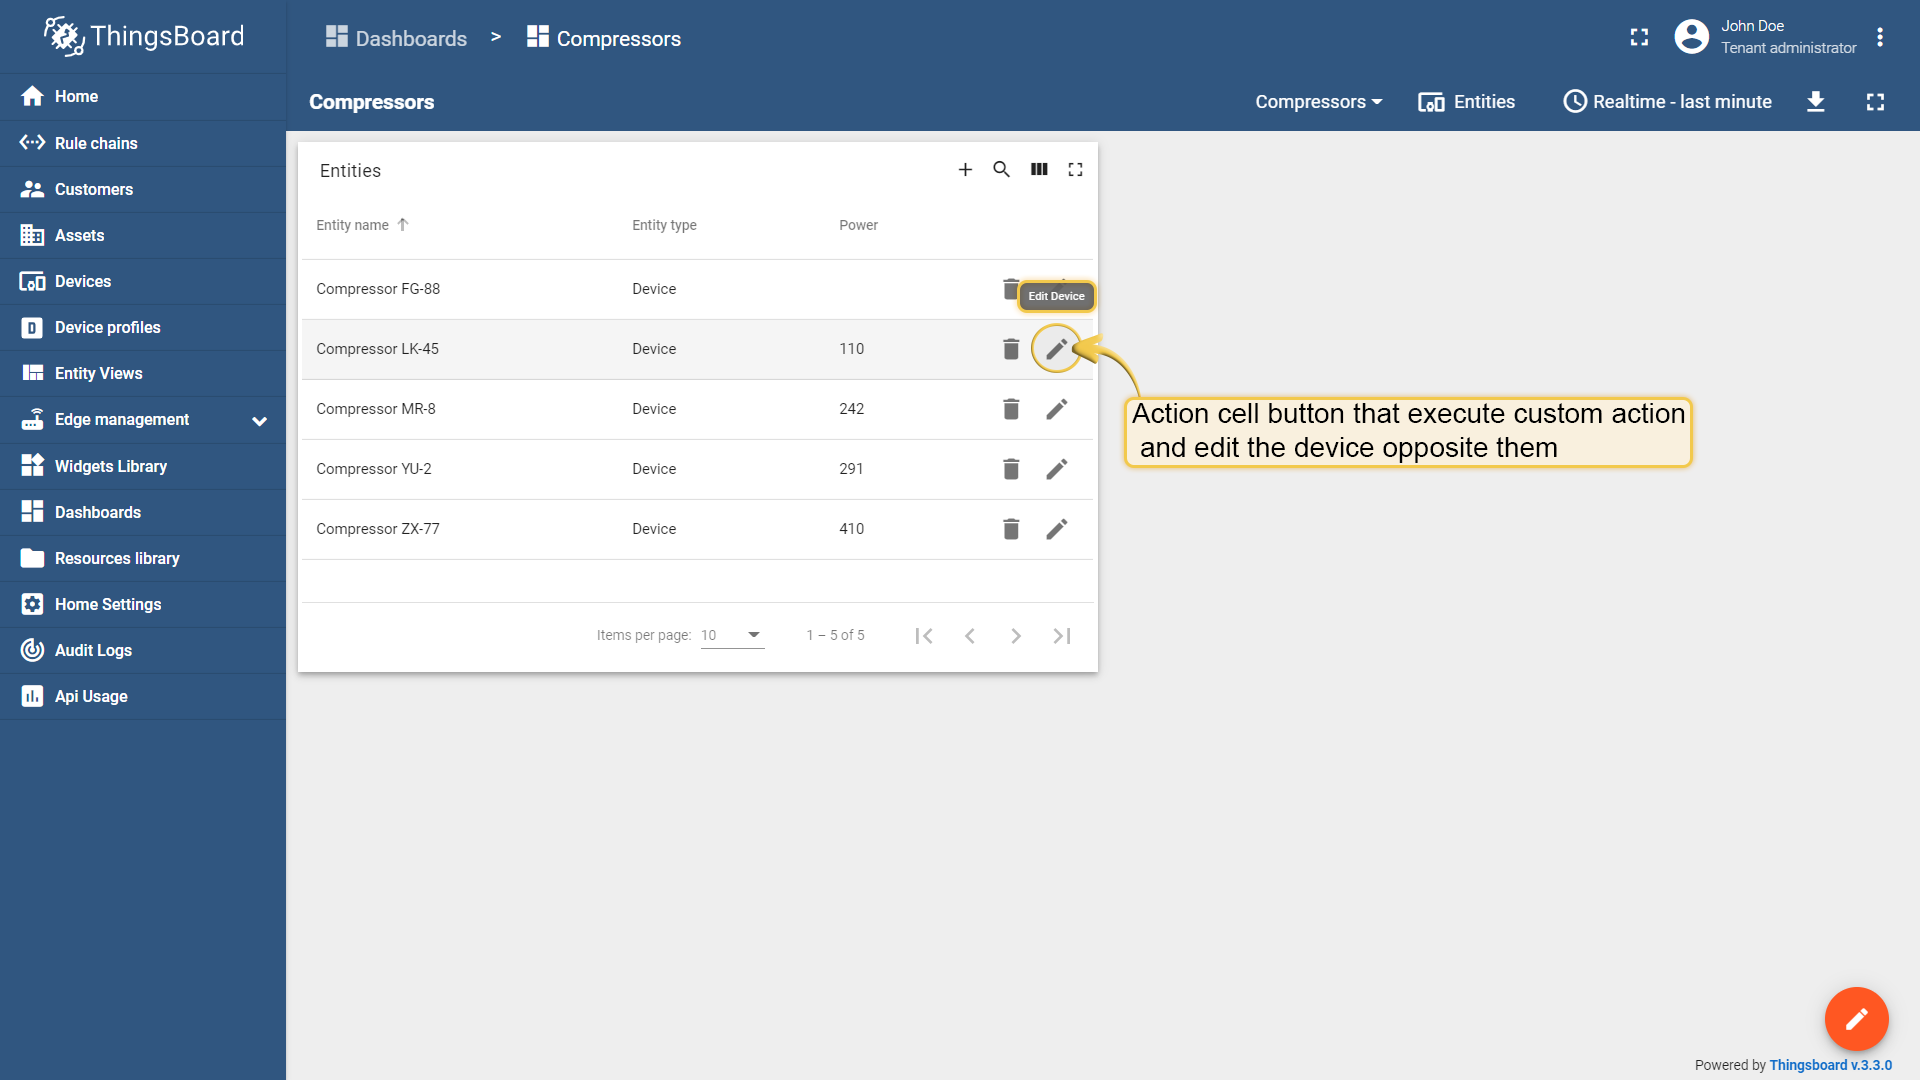 ThingsBoard
Dashboards > Compressors
John Doe
Tenant administrator
Home
Rule chains
Customers
Assets
Devices
D Device profiles
Entity Views
Edge management
Widgets Library
Dashboards
Resources library
Home Settings
Audit Logs
Api Usage
Compressors
Compressors Entities Realtime - last minute
Entities
Entity name Entity type Power
Compressor FG-88 Device
Edit Device
Compressor LK-45 Device 110
Compressor MR-8 Device 242
Compressor YU-2 Device 291
Compressor ZX-77 Device 410
Items per page: 10 1 – 5 of 5
Action cell button that execute custom action
and edit the device opposite them
Powered by Thingsboard v.3.3.0